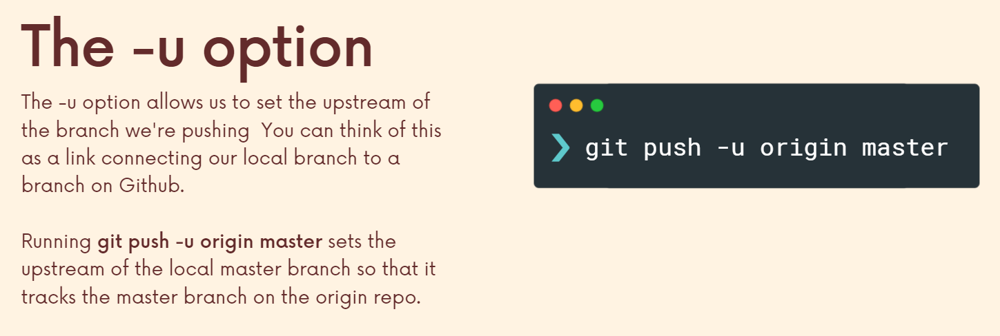 The -u option
The -u option allows us to set the upstream of
the branch we're pushing  You can think of this
as a link connecting our local branch to a
branch on Github.
Running git push -u origin master sets the
upstream of the local master branch so that it
tracks the master branch on the origin repo.
❯ git push -u origin master